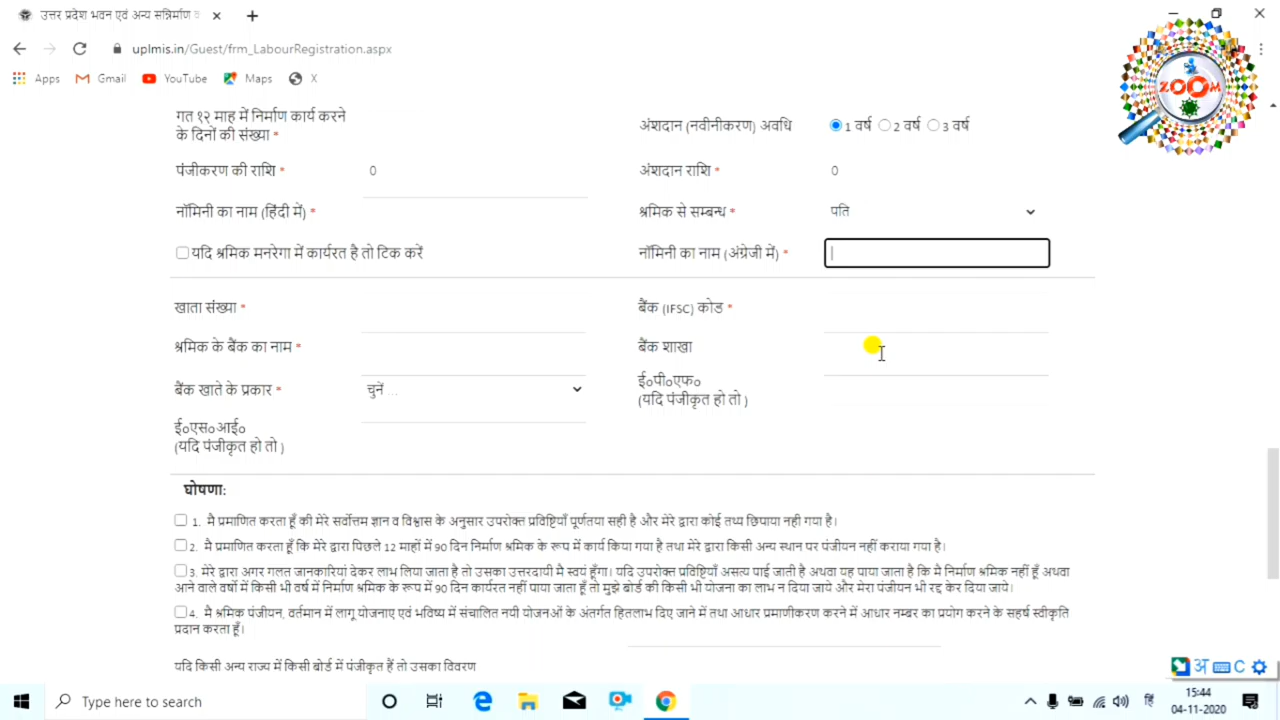 उत्तर प्रदेश भवन एवं अन्य सन्निर्माण व
uplmis.in/Guest/frm_LabourRegistration.aspx
Apps Gmail YouTube Maps X
ZOOM
गत १२ माह में निर्माण कार्य करने
के दिनों की संख्या *
अंशदान (नवीनीकरण) अवधि 1 वर्ष 2 वर्ष 3 वर्ष
पंजीकरण की राशि * 0 अंशदान राशि * 0
नॉमिनी का नाम (हिंदी में) * श्रमिक से सम्बन्ध * पति
यदि श्रमिक मनरेगा में कार्यरत है तो टिक करें नॉमिनी का नाम (अंग्रेजी में) *
खाता संख्या * बैंक (IFSC) कोड *
श्रमिक के बैंक का नाम * बैंक शाखा
बैंक खाते के प्रकार * चुनें ...
ई०पी०एफ०
(यदि पंजीकृत हो तो )
ई०एस०आई०
(यदि पंजीकृत हो तो )
घोषणा:
1. मै प्रमाणित करता हूँ की मेरे सर्वोत्तम ज्ञान व विश्वास के अनुसार उपरोक्त प्रविष्टियाँ पूर्णतया सही है और मेरे द्वारा कोई तथ्य छिपाया नही गया है।
2. मै प्रमाणित करता हूँ कि मेरे द्वारा पिछले 12 माहों में 90 दिन निर्माण श्रमिक के रूप में कार्य किया गया है तथा मेरे द्वारा किसी अन्य स्थान पर पंजीयन नहीं कराया गया है।
3. मेरे द्वारा अगर गलत जानकारियां देकर लाभ लिया जाता है तो उसका उत्तरदायी मै स्वयं हूँगा। यदि उपरोक्त प्रविष्टियाँ असत्य पाई जाती है अथवा यह पाया जाता है कि मै निर्माण श्रमिक नहीं हूँ अथवा
आने वाले वर्षो में किसी भी वर्ष में निर्माण श्रमिक के रूप में 90 दिन कार्यरत नहीं पाया जाता हूँ तो मुझे बोर्ड की किसी भी योजना का लाभ न दिया जाये और मेरा पंजीयन भी रद्द कर दिया जाये।
4. मै श्रमिक पंजीयन, वर्तमान में लागू योजनाए एवं भविष्य में संचालित नयी योजनओं के अंतर्गत हितलाभ दिए जाने में तथा आधार प्रमाणीकरण करने में आधार नम्बर का प्रयोग करने के सहर्ष स्वीकृति
प्रदान करता हूँ।
यदि किसी अन्य राज्य में किसी बोर्ड में पंजीकृत हैं तो उसका विवरण
अ
Type here to search
हिं
15:44
04-11-2020